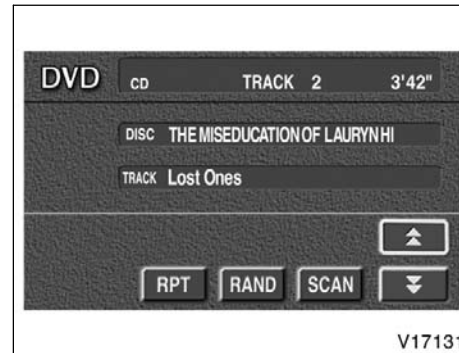 DVD CD TRACK 2 3'42"
DISC THE MISEDUCATION OF LAURYN HI
TRACK Lost Ones
RPT RAND SCAN
V17131